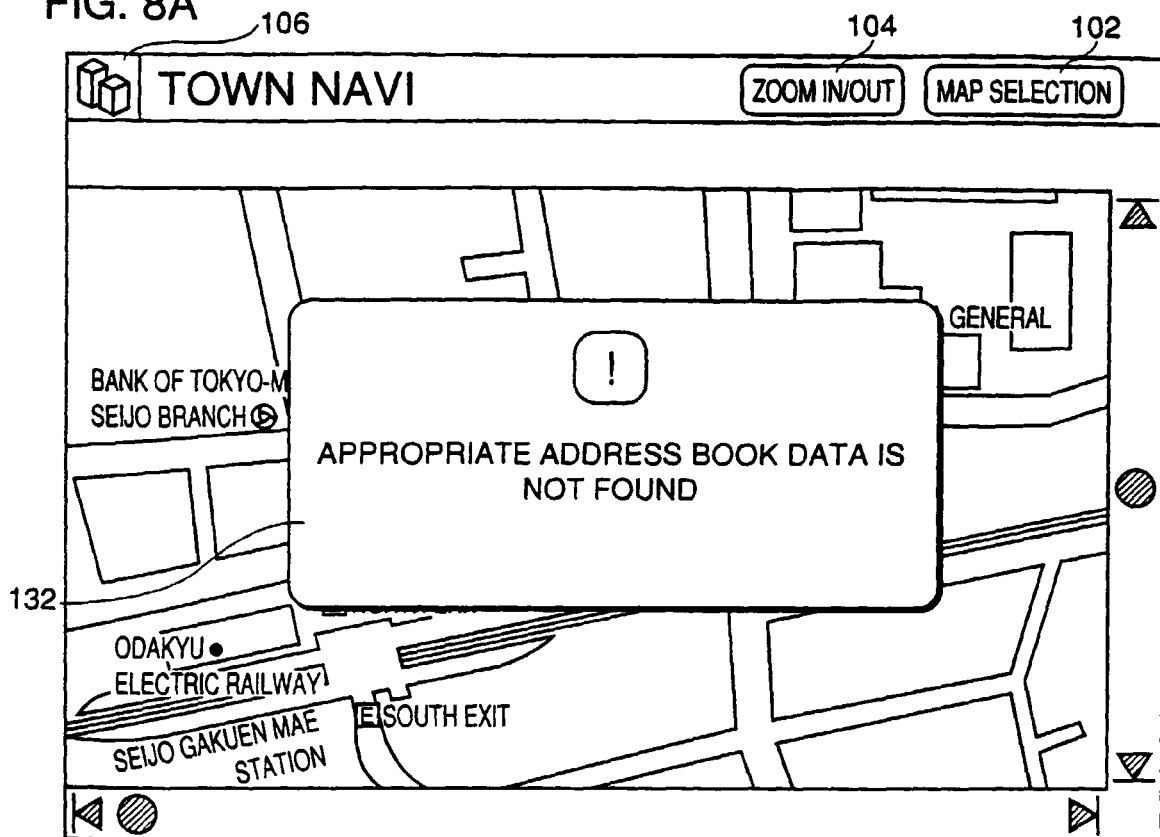 FIG. 8A
106
104
102
TOWN NAVI
ZOOM IN/OUT
MAP SELECTION
GENERAL
BANK OF TOKYO-M
SEIJO BRANCH
!
APPROPRIATE ADDRESS BOOK DATA IS
NOT FOUND
132
ODAKYU
ELECTRIC RAILWAY
E SOUTH EXIT
SEIJO GAKUEN MAE
STATION